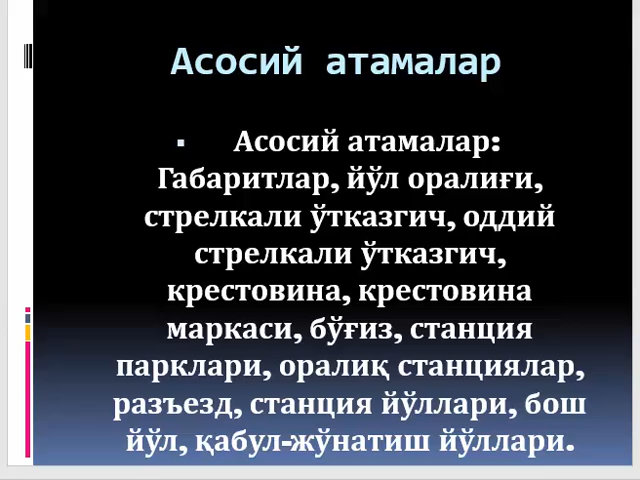 Асосий атамалар
▪ Асосий атамалар:
Габаритлар, йўл оралиғи,
стрелкали ўтказгич, оддий
стрелкали ўтказгич,
крестовина, крестовина
маркаси, бўғиз, станция
парклари, оралиқ станциялар,
разъезд, станция йўллари, бош
йўл, қабул-жўнатиш йўллари.